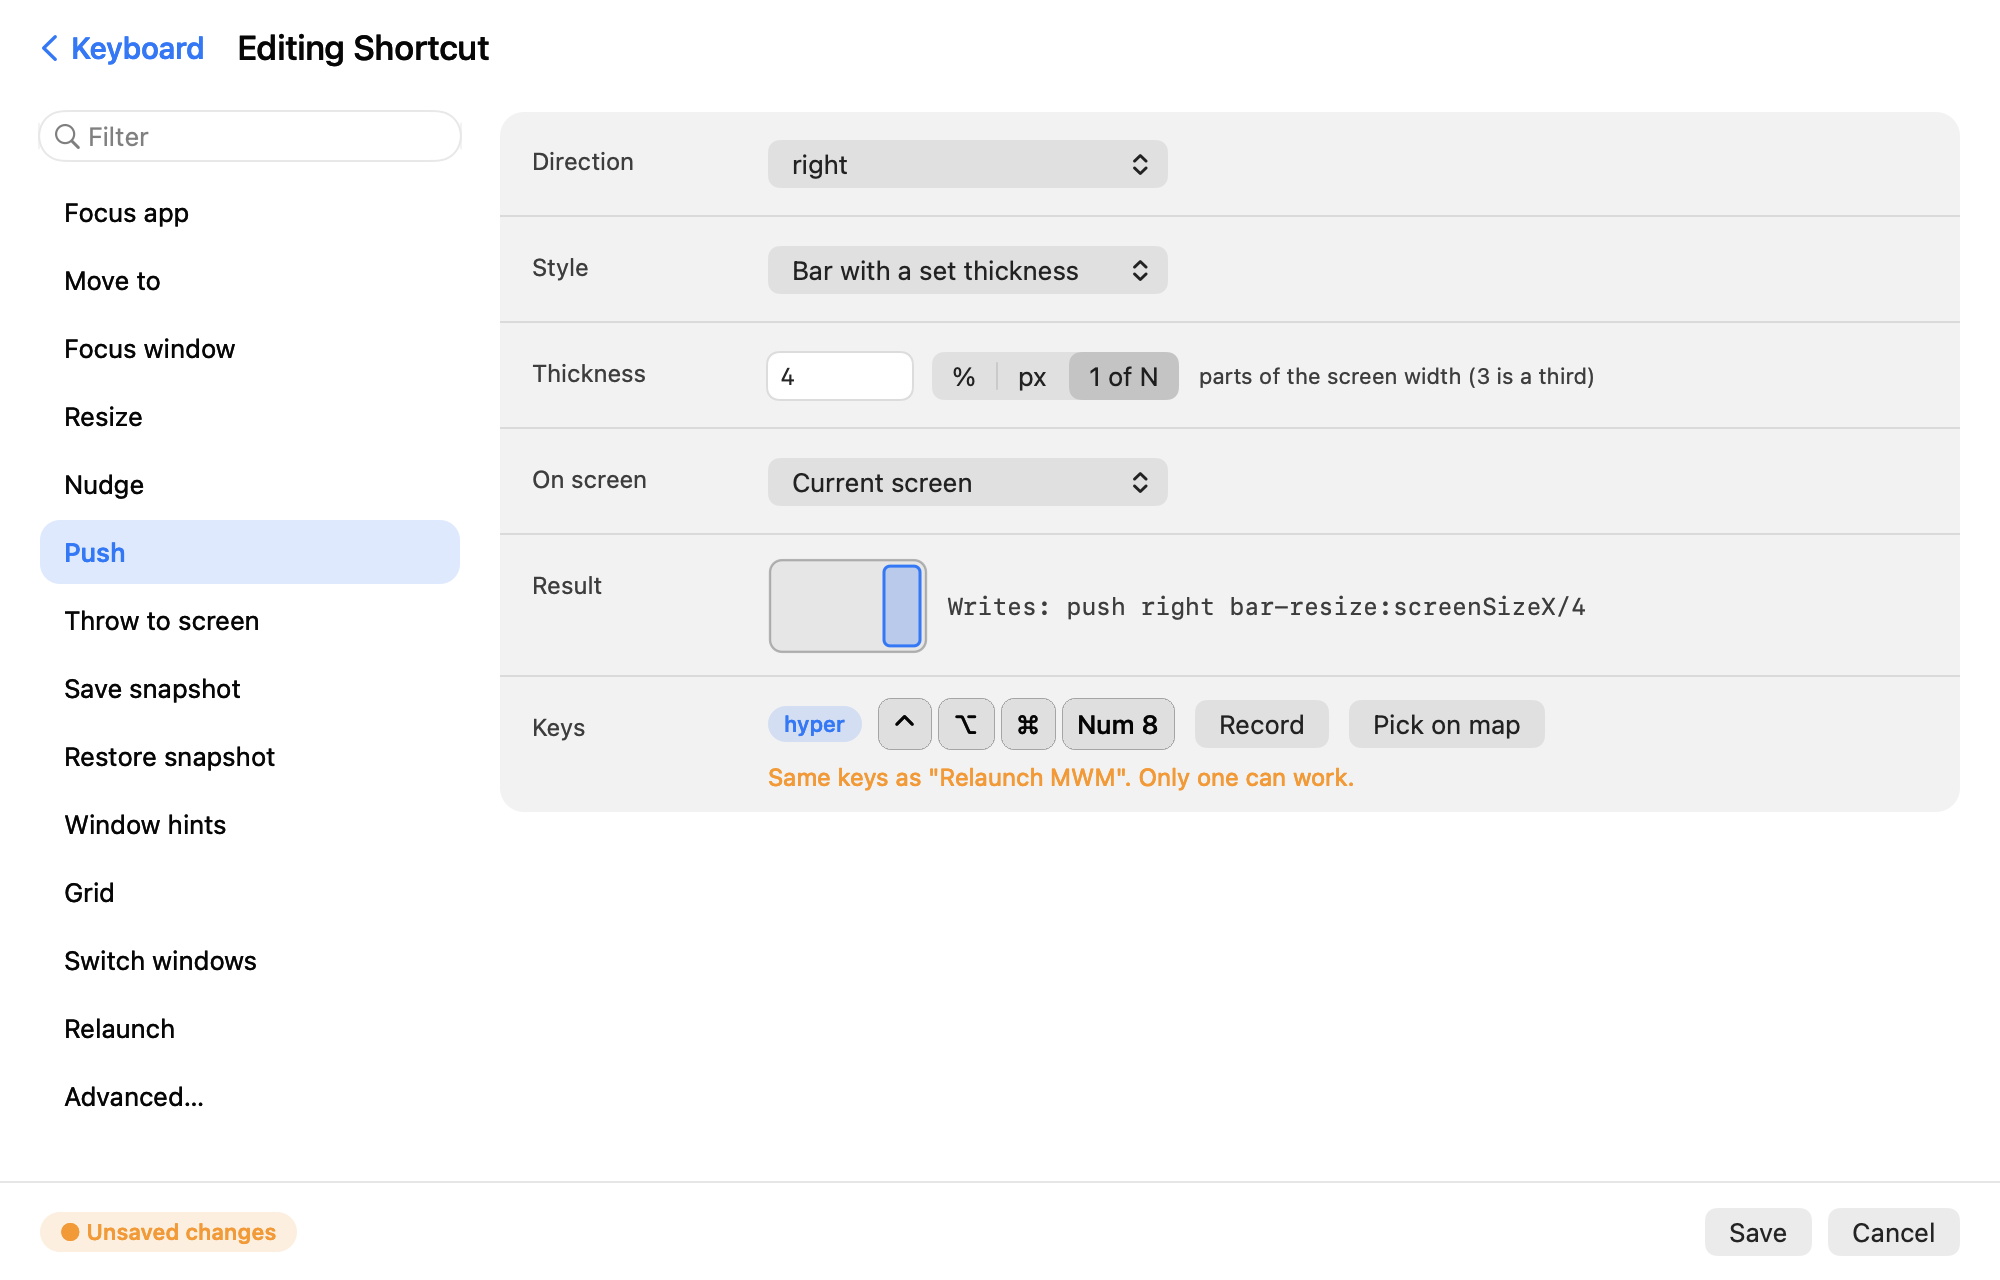 Keyboard Editing Shortcut
Filter
Focus app
Move to
Focus window
Resize
Nudge
Push
Throw to screen
Save snapshot
Restore snapshot
Window hints
Grid
Switch windows
Relaunch
Advanced...
Direction right
Style Bar with a set thickness
Thickness 4 % px 1 of N parts of the screen width (3 is a third)
On screen Current screen
Result Writes: push right bar-resize:screenSizeX/4
Keys hyper ^ ⌥ ⌘ Num 8 Record Pick on map
Same keys as "Relaunch MWM". Only one can work.
Unsaved changes Save Cancel